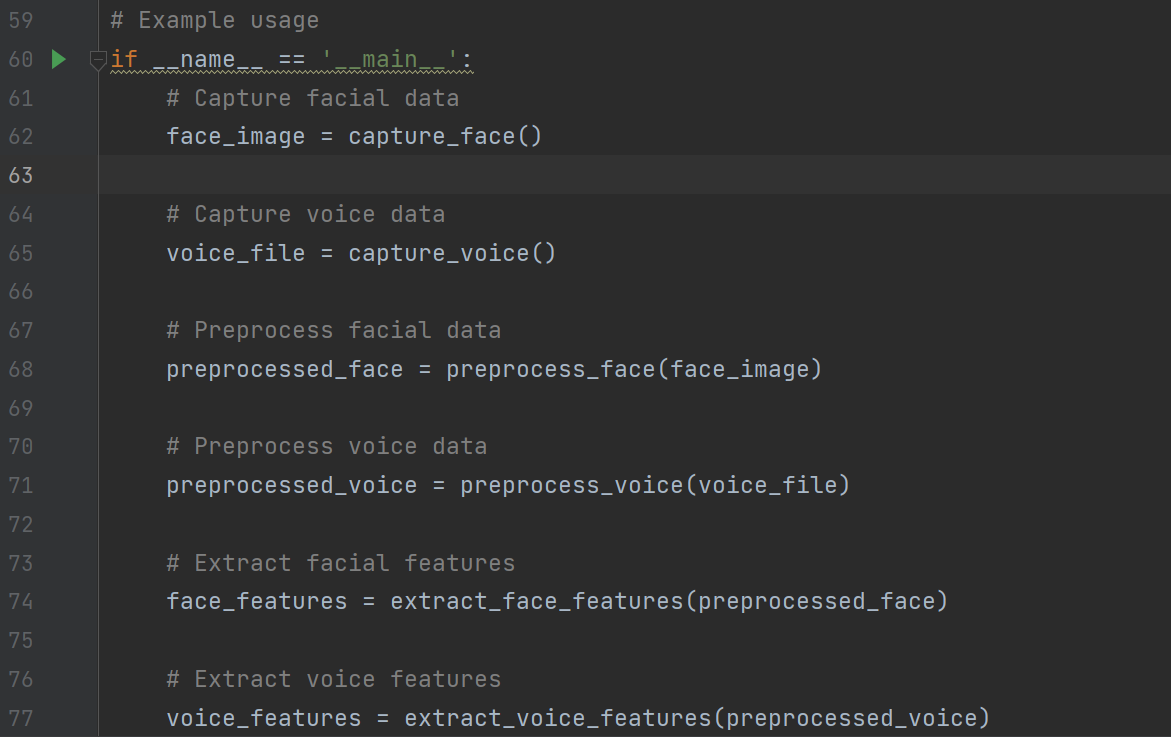 59 # Example usage
60 if __name__ == '__main__':
61     # Capture facial data
62     face_image = capture_face()
63
64     # Capture voice data
65     voice_file = capture_voice()
66
67     # Preprocess facial data
68     preprocessed_face = preprocess_face(face_image)
69
70     # Preprocess voice data
71     preprocessed_voice = preprocess_voice(voice_file)
72
73     # Extract facial features
74     face_features = extract_face_features(preprocessed_face)
75
76     # Extract voice features
77     voice_features = extract_voice_features(preprocessed_voice)